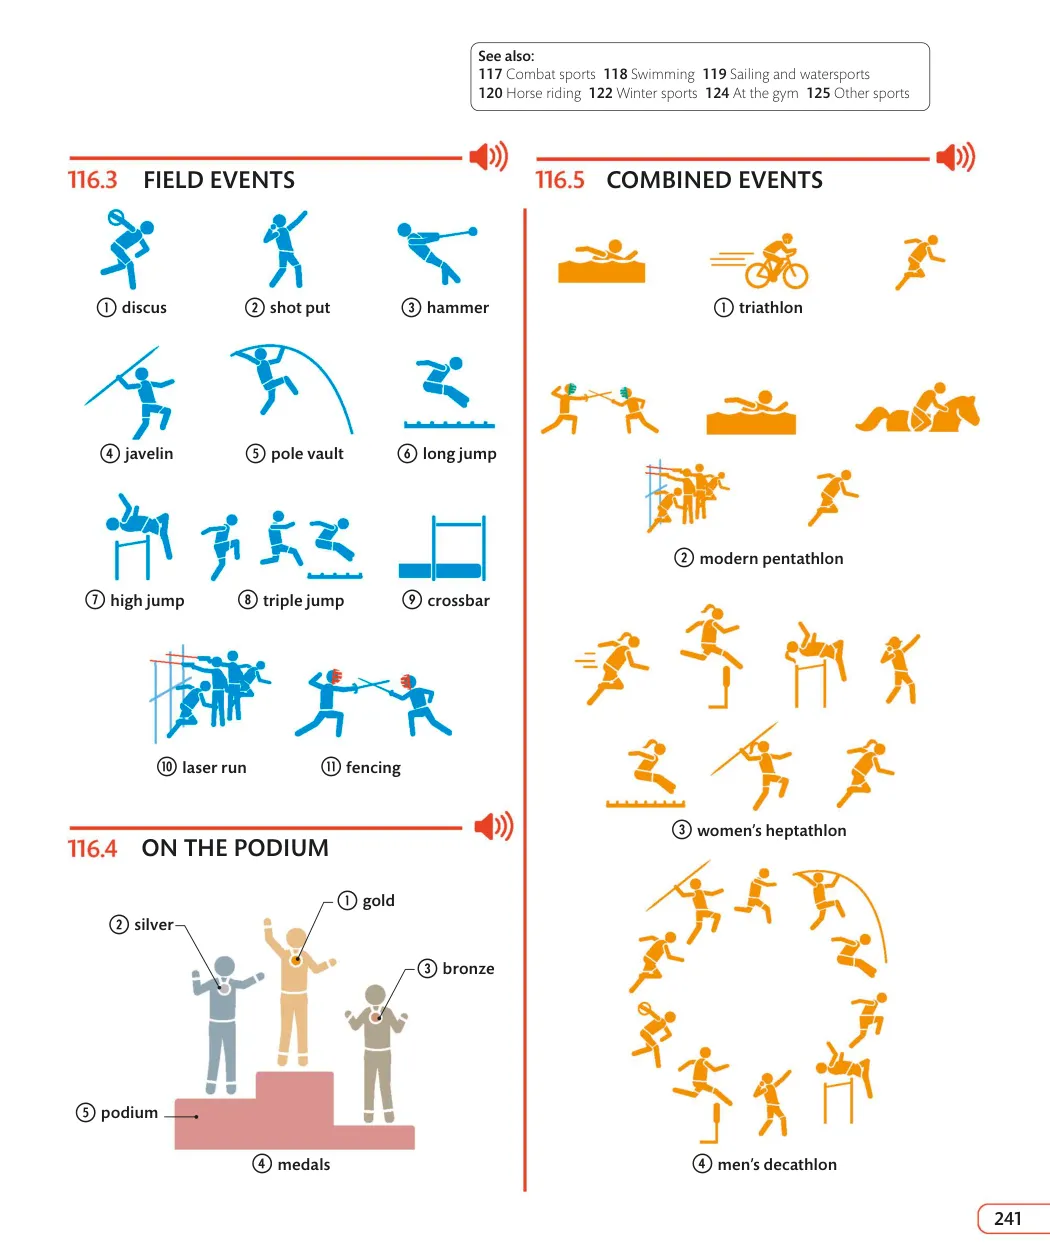 See also:
117 Combat sports 118 Swimming 119 Sailing and watersports
120 Horse riding 122 Winter sports 124 At the gym 125 Other sports
116.3 FIELD EVENTS
1 discus
2 shot put
3 hammer
4 javelin
5 pole vault
6 long jump
7 high jump
8 triple jump
9 crossbar
10 laser run
11 fencing
116.4 ON THE PODIUM
1 gold
2 silver
3 bronze
5 podium
4 medals
116.5 COMBINED EVENTS
1 triathlon
2 modern pentathlon
3 women's heptathlon
4 men's decathlon
241